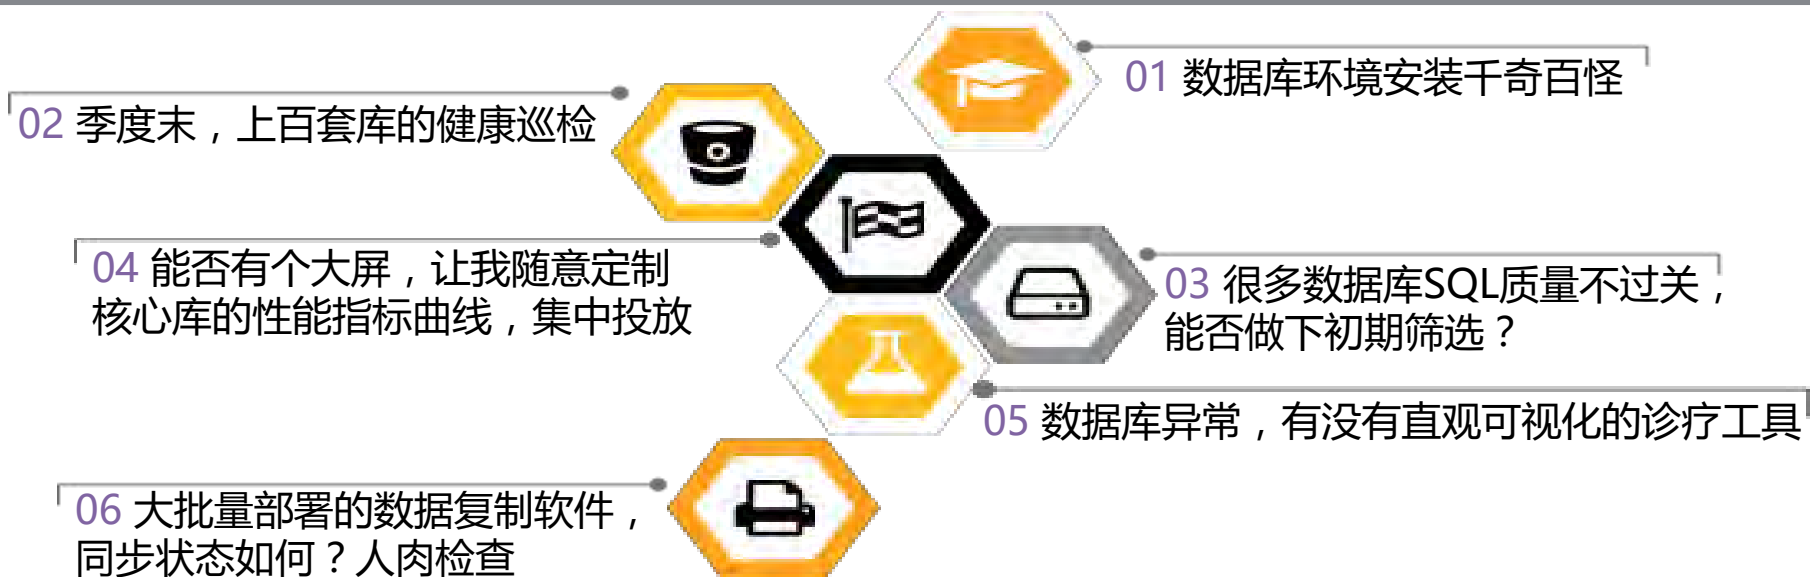 01 数据库环境安装千奇百怪
02 季度末，上百套库的健康巡检
03 很多数据库SQL质量不过关，
能否做下初期筛选？
04 能否有个大屏，让我随意定制
核心库的性能指标曲线，集中投放
05 数据库异常，有没有直观可视化的诊疗工具
06 大批量部署的数据复制软件，
同步状态如何？人肉检查